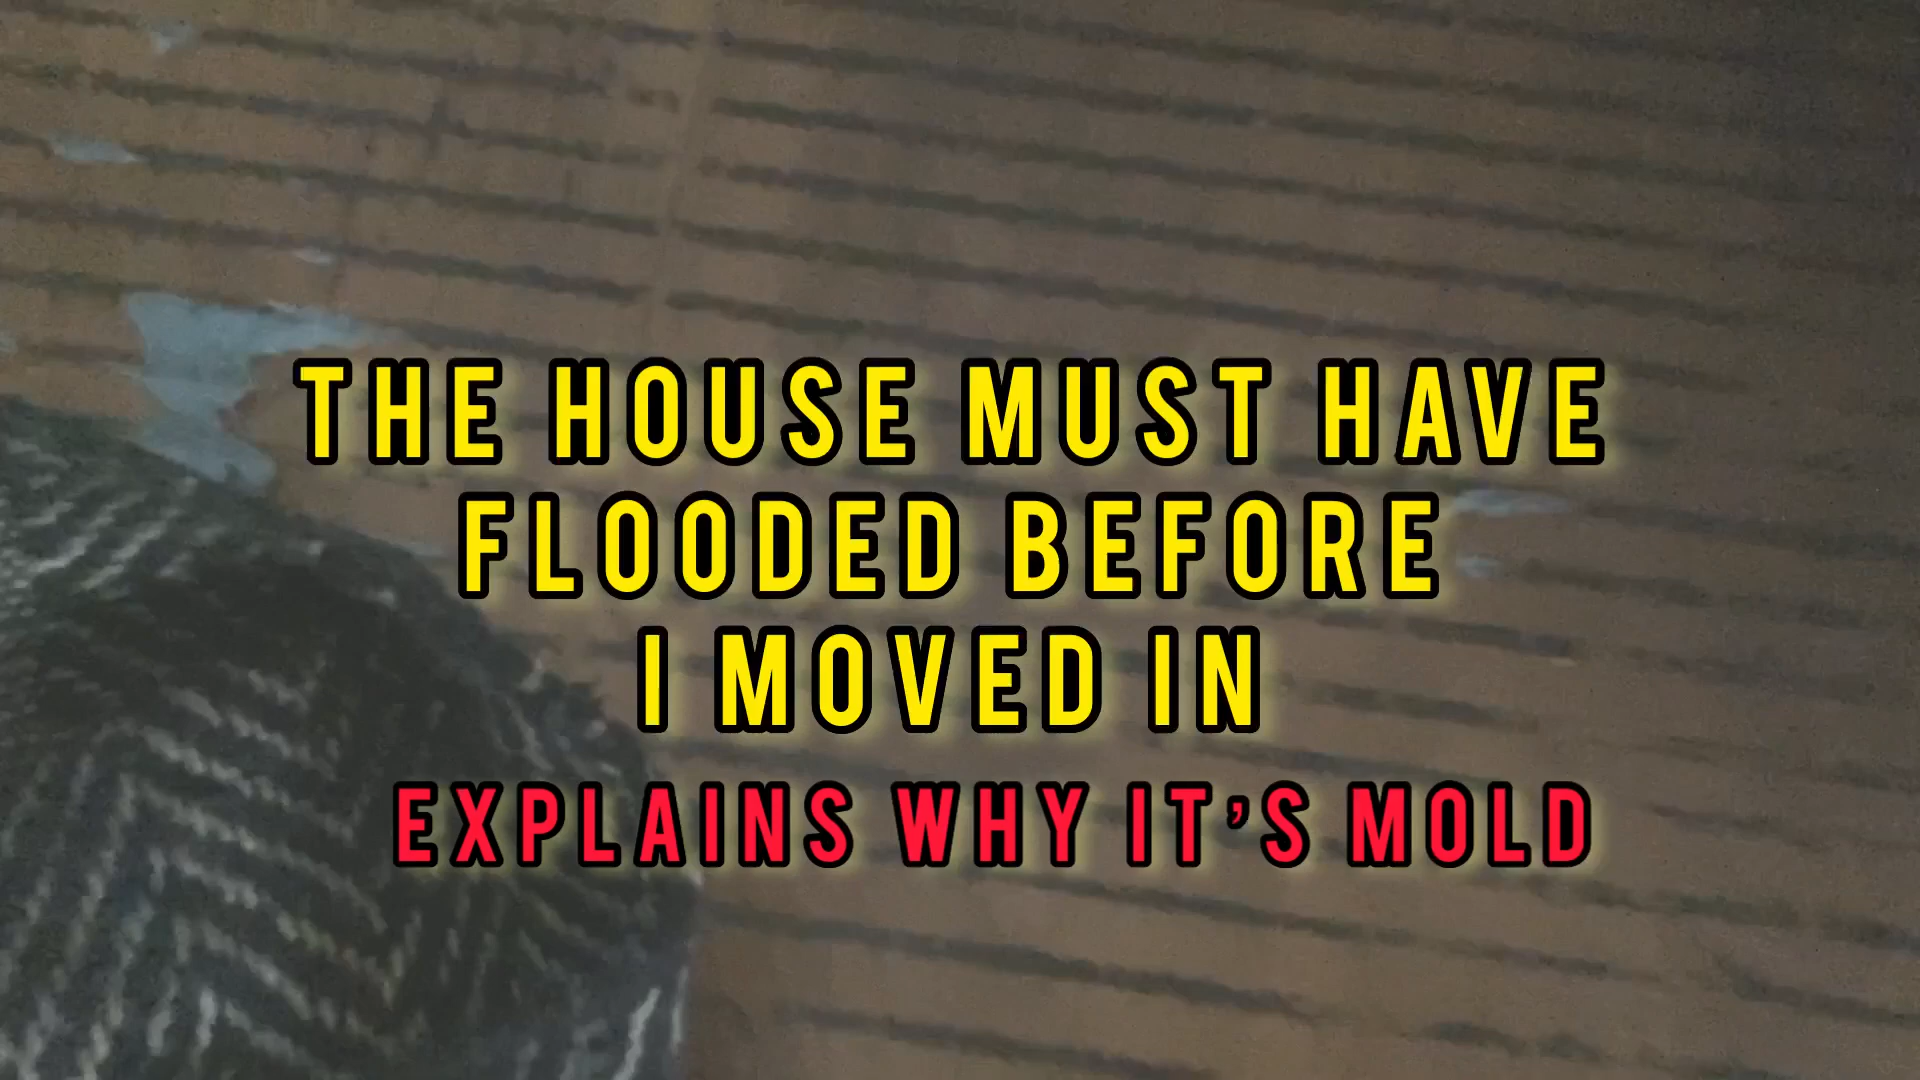 THE HOUSE MUST HAVE
FLOODED BEFORE
I MOVED IN
EXPLAINS WHY IT'S MOLD